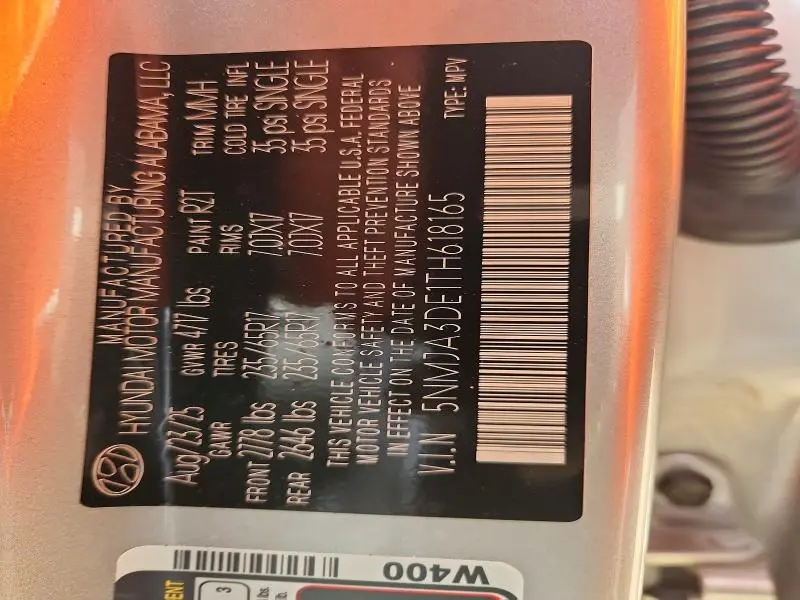 MANUFACTURED BY
HYUNDAI MOTOR MANUFACTURING ALABAMA, LLC
Aug/23/25 GVWR 4777 lbs PAINT R2T TRIM MMH
GAWR TIRES RIMS COLD TIRE INFL
FRONT 2778 lbs 235/65R17 7.0JX17 35 psi SINGLE
REAR 2646 lbs 235/65R17 7.0JX17 35 psi SINGLE
THIS VEHICLE CONFORMS TO ALL APPLICABLE U.S.A. FEDERAL
MOTOR VEHICLE SAFETY AND THEFT PREVENTION STANDARDS
IN EFFECT ON THE DATE OF MANUFACTURE SHOWN ABOVE
V.I.N 5NMJA3DE1TH618165 TYPE: MPV
W400
3